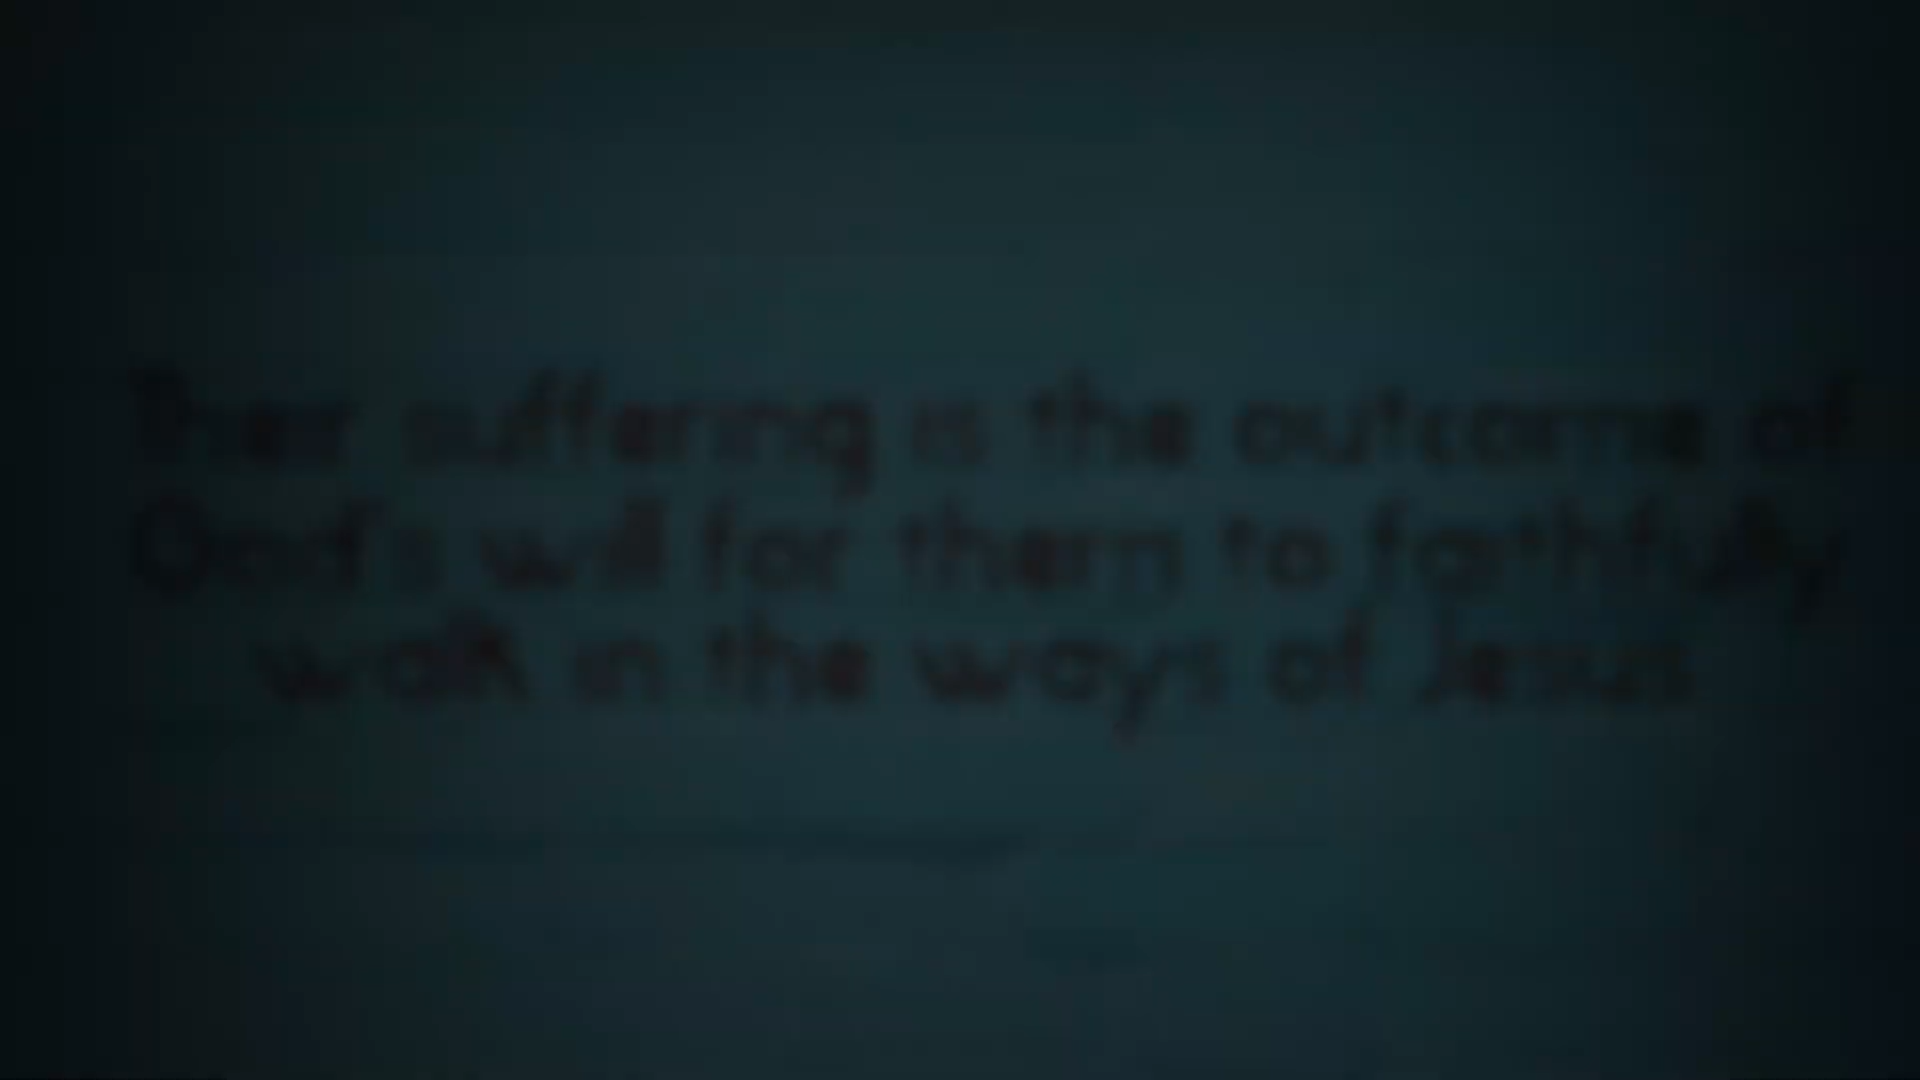 Their suffering is the outcome of
God's will for them to faithfully
walk in the ways of Jesus